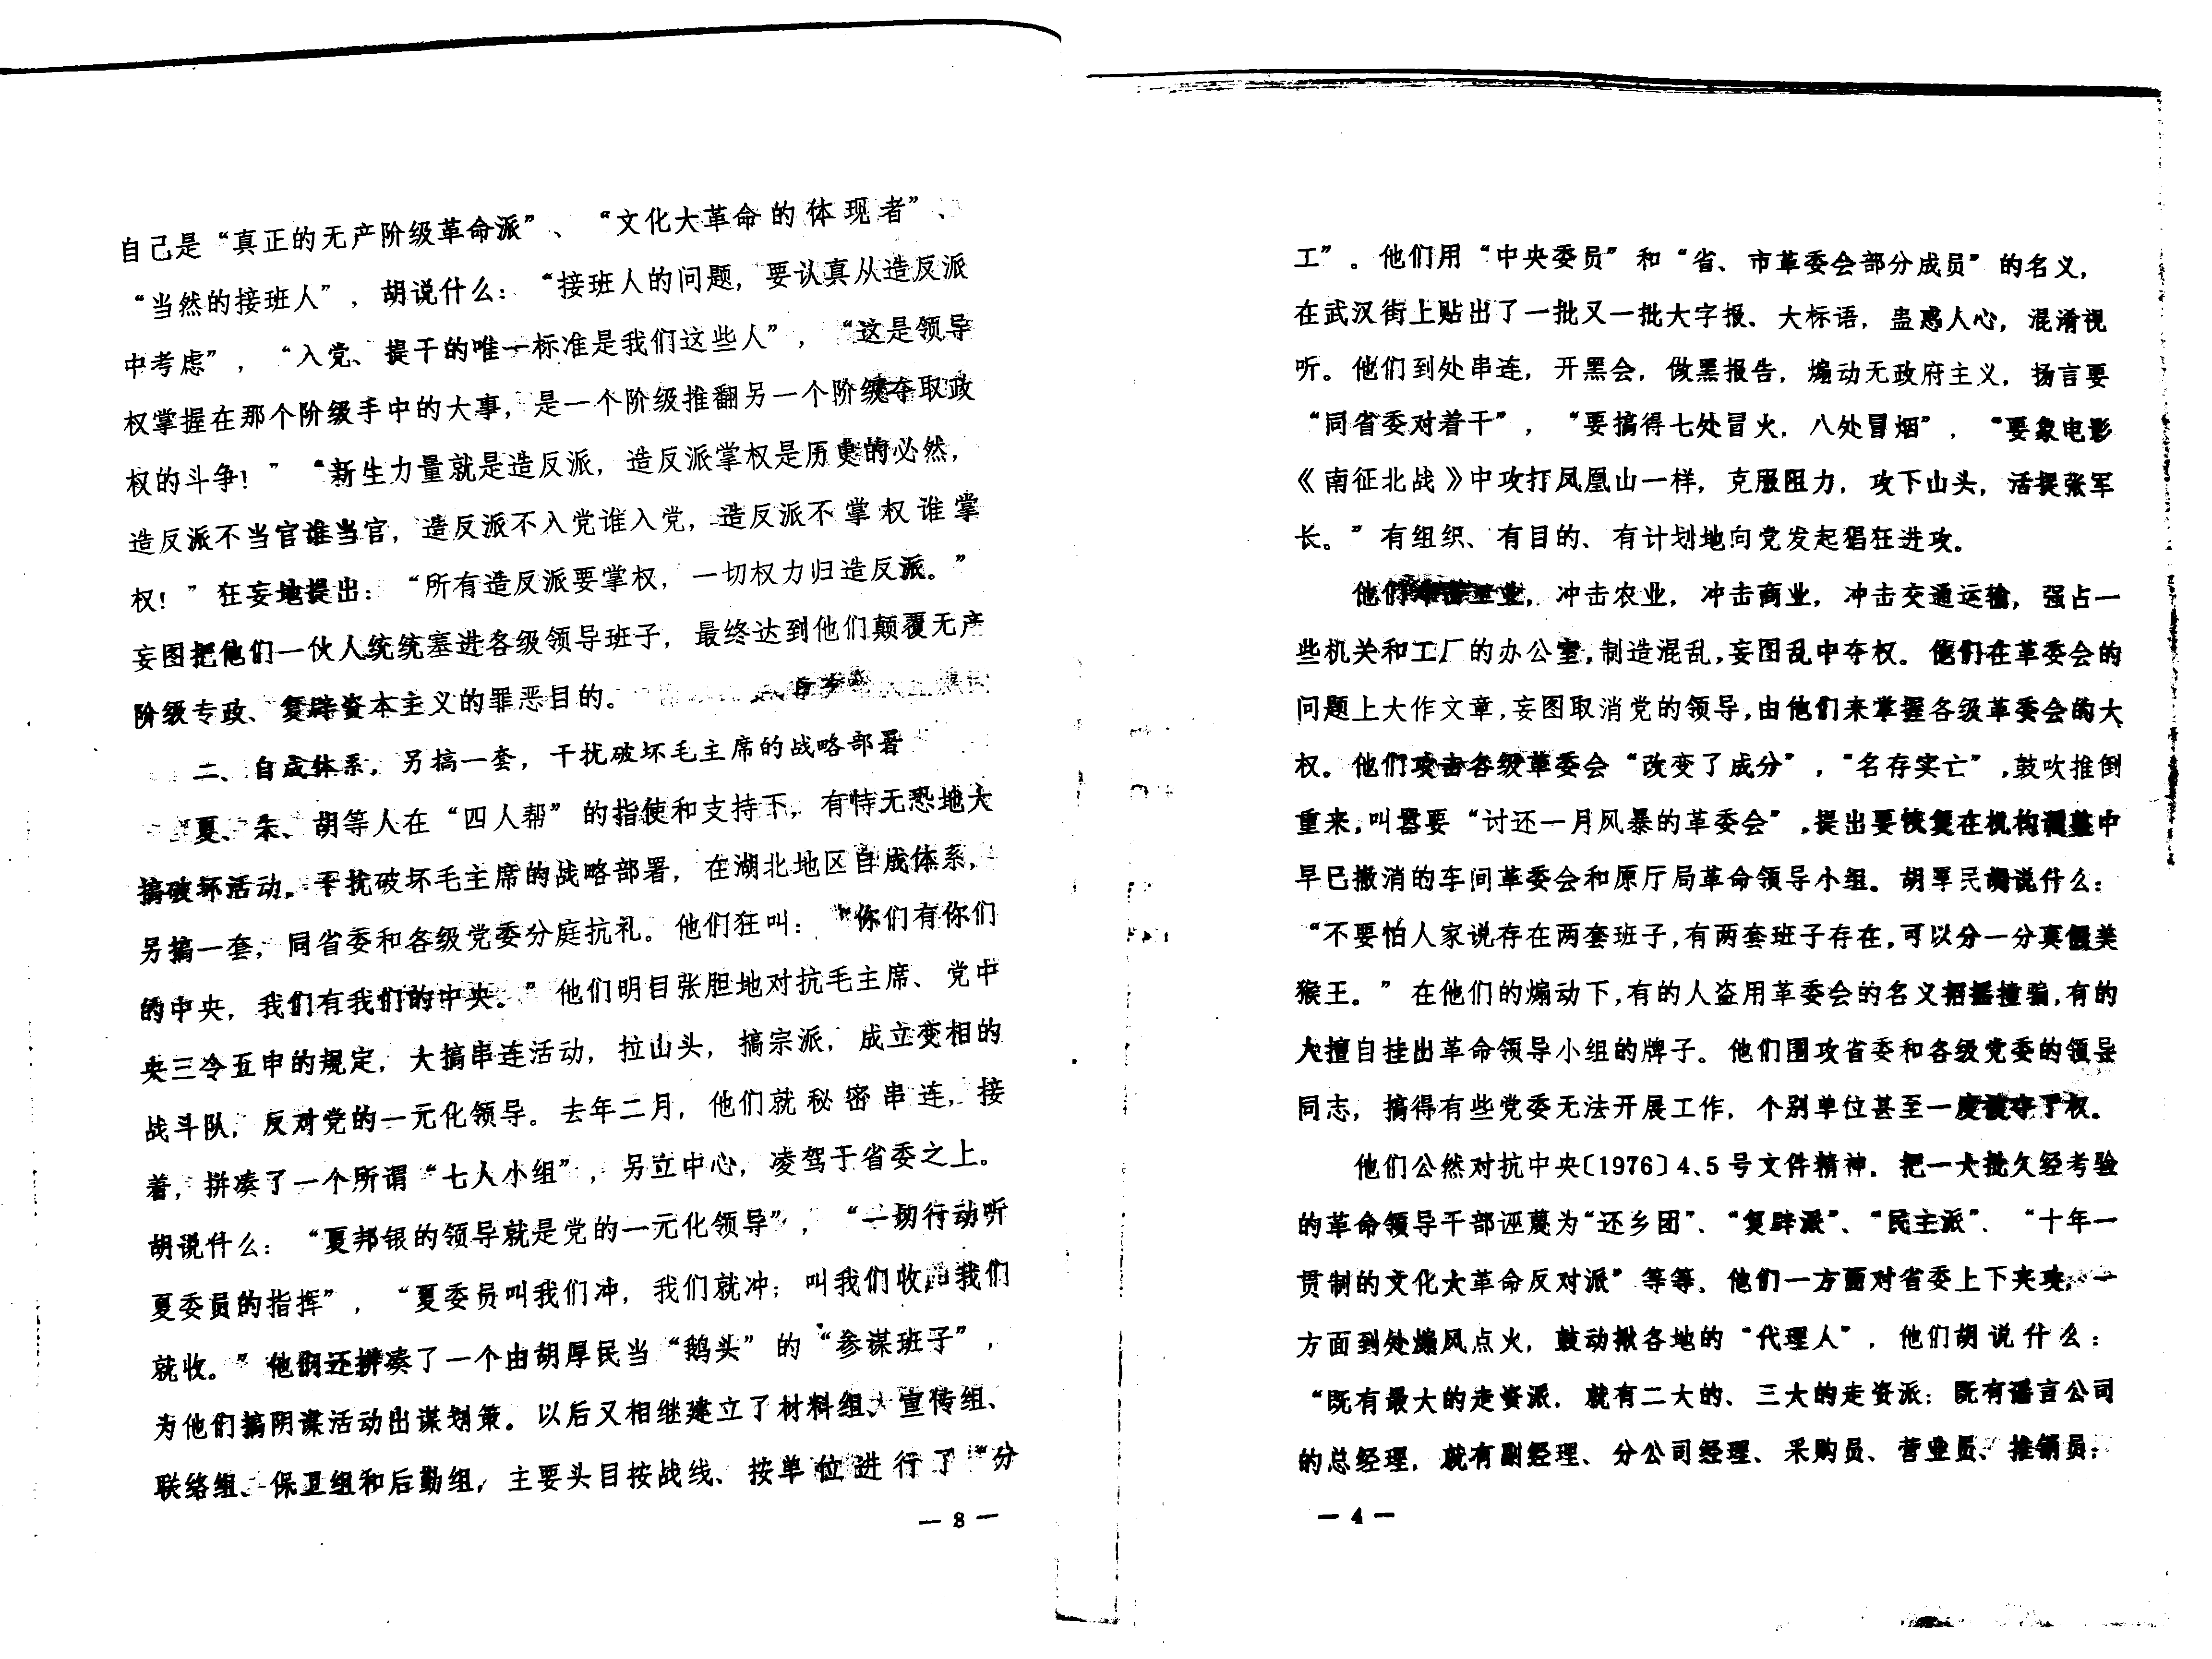 自己是“真正的无产阶级革命派”、“文化大革命的体现者”、
“当然的接班人”，胡说什么：“接班人的问题，要认真从造反派
中考虑”，“入党、提干的唯一标准是我们这些人”，“这是领导
权掌握在那个阶级手中的大事，是一个阶级推翻另一个阶级夺取政
权的斗争！”“新生力量就是造反派，造反派掌权是历史的必然，
造反派不当官谁当官，造反派不入党谁入党，造反派不掌权谁掌
权！”狂妄地提出：“所有造反派要掌权，一切权力归造反派。”
妄图把他们一伙人统统塞进各级领导班子，最终达到他们颠覆无产
阶级专政、复辟资本主义的罪恶目的。
二、自成体系，另搞一套，干扰破坏毛主席的战略部署
夏、朱、胡等人在“四人帮”的指使和支持下，有恃无恐地大
搞破坏活动。干扰破坏毛主席的战略部署，在湖北地区自成体系，
另搞一套，同省委和各级党委分庭抗礼。他们狂叫：“你们有你们
的中央，我们有我们的中央。”他们明目张胆地对抗毛主席、党中
央三令五申的规定，大搞串连活动，拉山头，搞宗派，成立变相的
战斗队，反对党的一元化领导。去年二月，他们就秘密串连，接
着，拼凑了一个所谓“七人小组”，另立中心，凌驾于省委之上。
胡说什么：“夏邦银的领导就是党的一元化领导”，“一切行动听
夏委员的指挥”，“夏委员叫我们冲，我们就冲；叫我们收，我们
就收。”他们还拼凑了一个由胡厚民当“鹅头”的“参谋班子”，
为他们搞阴谋活动出谋划策。以后又相继建立了材料组、宣传组、
联络组、保卫组和后勤组，主要头目按战线、按单位进行了“分
— 3 —
工”。他们用“中央委员”和“省、市革委会部分成员”的名义，
在武汉街上贴出了一批又一批大字报、大标语，蛊惑人心，混淆视
听。他们到处串连，开黑会，做黑报告，煽动无政府主义，扬言要
“同省委对着干”，“要搞得七处冒火，八处冒烟”，“要象电影
《南征北战》中攻打凤凰山一样，克服阻力，攻下山头，活捉张军
长。”有组织、有目的、有计划地向党发起猖狂进攻。
他们冲击工业，冲击农业，冲击商业，冲击交通运输，强占一
些机关和工厂的办公室，制造混乱，妄图乱中夺权。他们在革委会的
问题上大作文章，妄图取消党的领导，由他们来掌握各级革委会的大
权。他们攻击各级革委会“改变了成分”，“名存实亡”，鼓吹推倒
重来，叫嚣要“讨还一月风暴的革委会”，提出要恢复在机构调整中
早已撤消的车间革委会和原厅局革命领导小组。胡厚民胡说什么：
“不要怕人家说存在两套班子，有两套班子存在，可以分一分真假美
猴王。”在他们的煽动下，有的人盗用革委会的名义招摇撞骗，有的
人擅自挂出革命领导小组的牌子。他们围攻省委和各级党委的领导
同志，搞得有些党委无法开展工作，个别单位甚至一度被夺了权。
他们公然对抗中央〔1976〕4、5号文件精神，把一大批久经考验
的革命领导干部诬蔑为“还乡团”、“复辟派”、“民主派”、“十年一
贯制的文化大革命反对派”等等。他们一方面对省委上下夹攻，一
方面到处煽风点火，鼓动揪各地的“代理人”，他们胡说什么：
“既有最大的走资派，就有二大的、三大的走资派；既有谣言公司
的总经理，就有副经理、分公司经理、采购员、营业员、推销员，
— 4 —